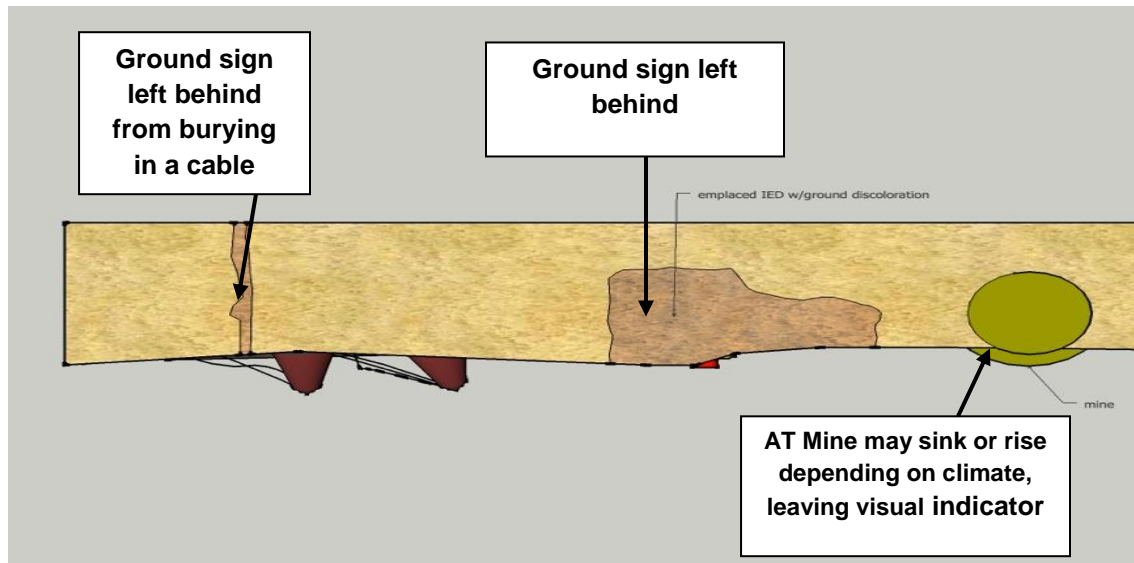 Ground sign
left behind
from burying
in a cable
Ground sign left
behind
emplaced IED w/ground discoloration
mine
AT Mine may sink or rise
depending on climate,
leaving visual indicator